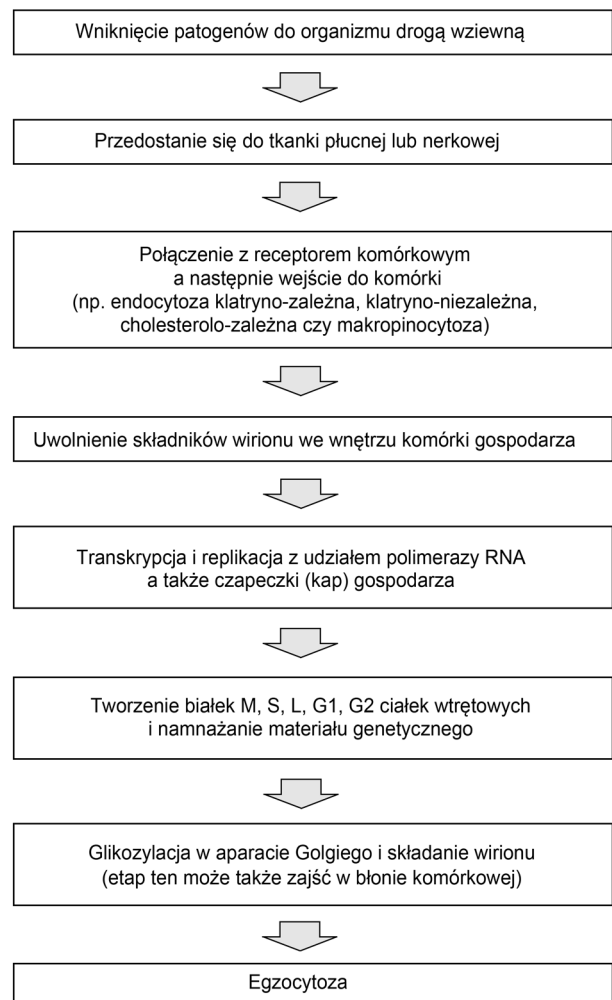 Wniknięcie patogenów do organizmu drogą wziewną
Przedostanie się do tkanki płucnej lub nerkowej
Połączenie z receptorem komórkowym
a następnie wejście do komórki
(np. endocytoza klatryno-zależna, klatryno-niezależna,
cholesterolo-zależna czy makropinocytoza)
Uwolnienie składników wirionu we wnętrzu komórki gospodarza
Transkrypcja i replikacja z udziałem polimerazy RNA
a także czapeczki (kap) gospodarza
Tworzenie białek M, S, L, G1, G2 ciałek wtrętowych
i namnażanie materiału genetycznego
Glikozylacja w aparacie Golgiego i składanie wirionu
(etap ten może także zajść w błonie komórkowej)
Egzocytoza